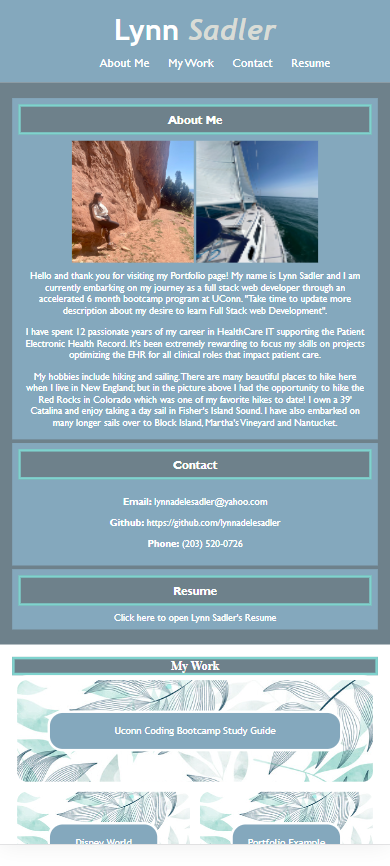 Lynn Sadler
About Me My Work Contact Resume
About Me
Hello and thank you for visiting my Portfolio page! My name is Lynn Sadler and I am
currently embarking on my journey as a full stack web developer through an
accelerated 6 month bootcamp program at UConn. "Take time to update more
description about my desire to learn Full Stack web Development".
I have spent 12 passionate years of my career in HealthCare IT supporting the Patient
Electronic Health Record. It's been extremely rewarding to focus my skills on projects
optimizing the EHR for all clinical roles that impact patient care.
My hobbies include hiking and sailing. There are many beautiful places to hike here
when I live in New England; but in the picture above I had the opportunity to hike the
Red Rocks in Colorado which was one of my favorite hikes to date! I own a 39'
Catalina and enjoy taking a day sail in Fisher's Island Sound. I have also embarked on
many longer sails over to Block Island, Martha's Vineyard and Nantucket.
Contact
Email: lynnadelesadler@yahoo.com
Github: https://github.com/lynnadelesadler
Phone: (203) 520-0726
Resume
Click here to open Lynn Sadler's Resume
My Work
Uconn Coding Bootcamp Study Guide
Disney World
Portfolio Example